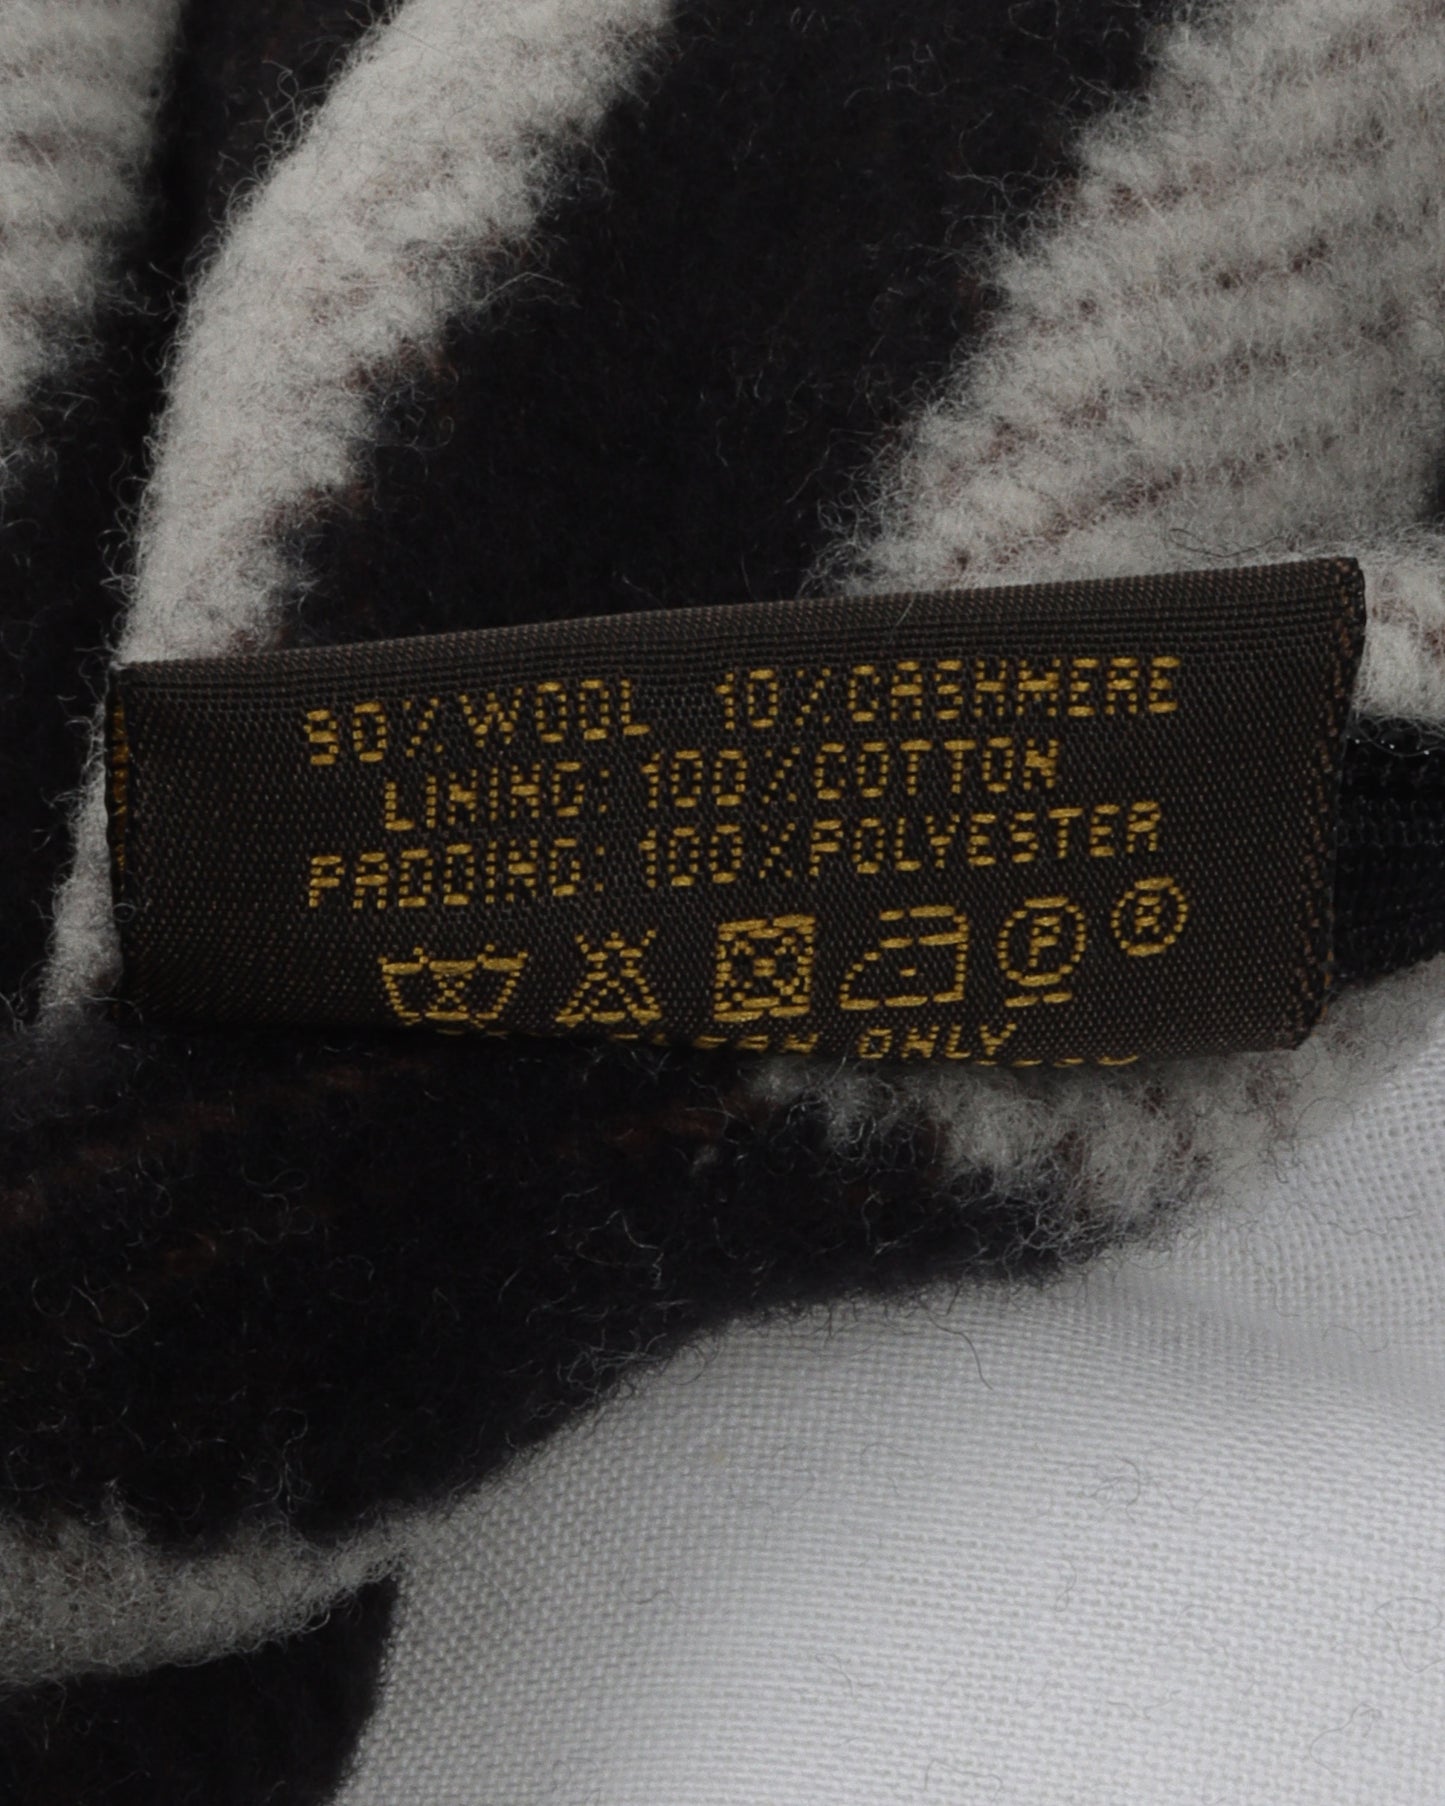 90%WOOL 10%CASHMERE
LINING: 100%COTTON
PADDING: 100%POLYESTER
P ®
ONLY